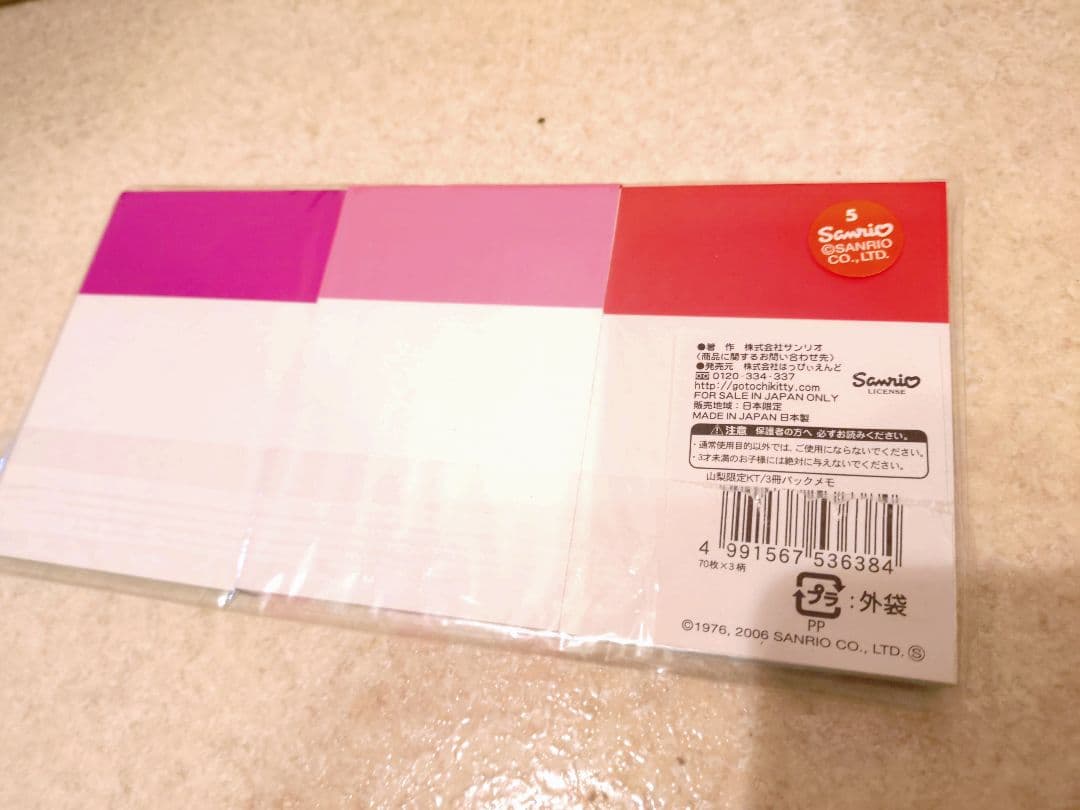 5
Sanrio
©SANRIO
CO.,LTD.
●著 作 株式会社サンリオ
(商品に関するお問い合わせ先)
●発売元 株式会社はっぴぃえんど
0120-334-337
http://gotochikitty.com
FOR SALE IN JAPAN ONLY
販売地域：日本限定
MADE IN JAPAN 日本製
Sanrio
LICENSE
⚠注意 保護者の方へ 必ずお読みください。
・通常使用目的以外では、ご使用にならないでください。
・3才未満のお子様には絶対に与えないでください。
山梨限定KT/3冊パックメモ
4 991567 536384
70枚×3柄
プラ：外袋
PP
©1976, 2006 SANRIO CO., LTD. Ⓢ